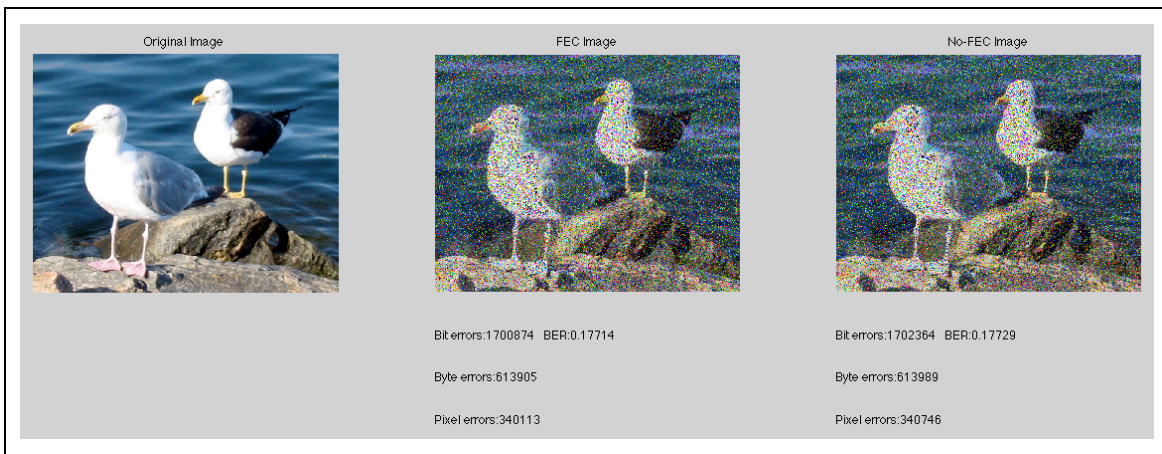 Original Image
FEC Image
No-FEC Image
Bit errors:1700874 BER:0.17714
Bit errors:1702364 BER:0.17729
Byte errors:613905
Byte errors:613989
Pixel errors:340113
Pixel errors:340746